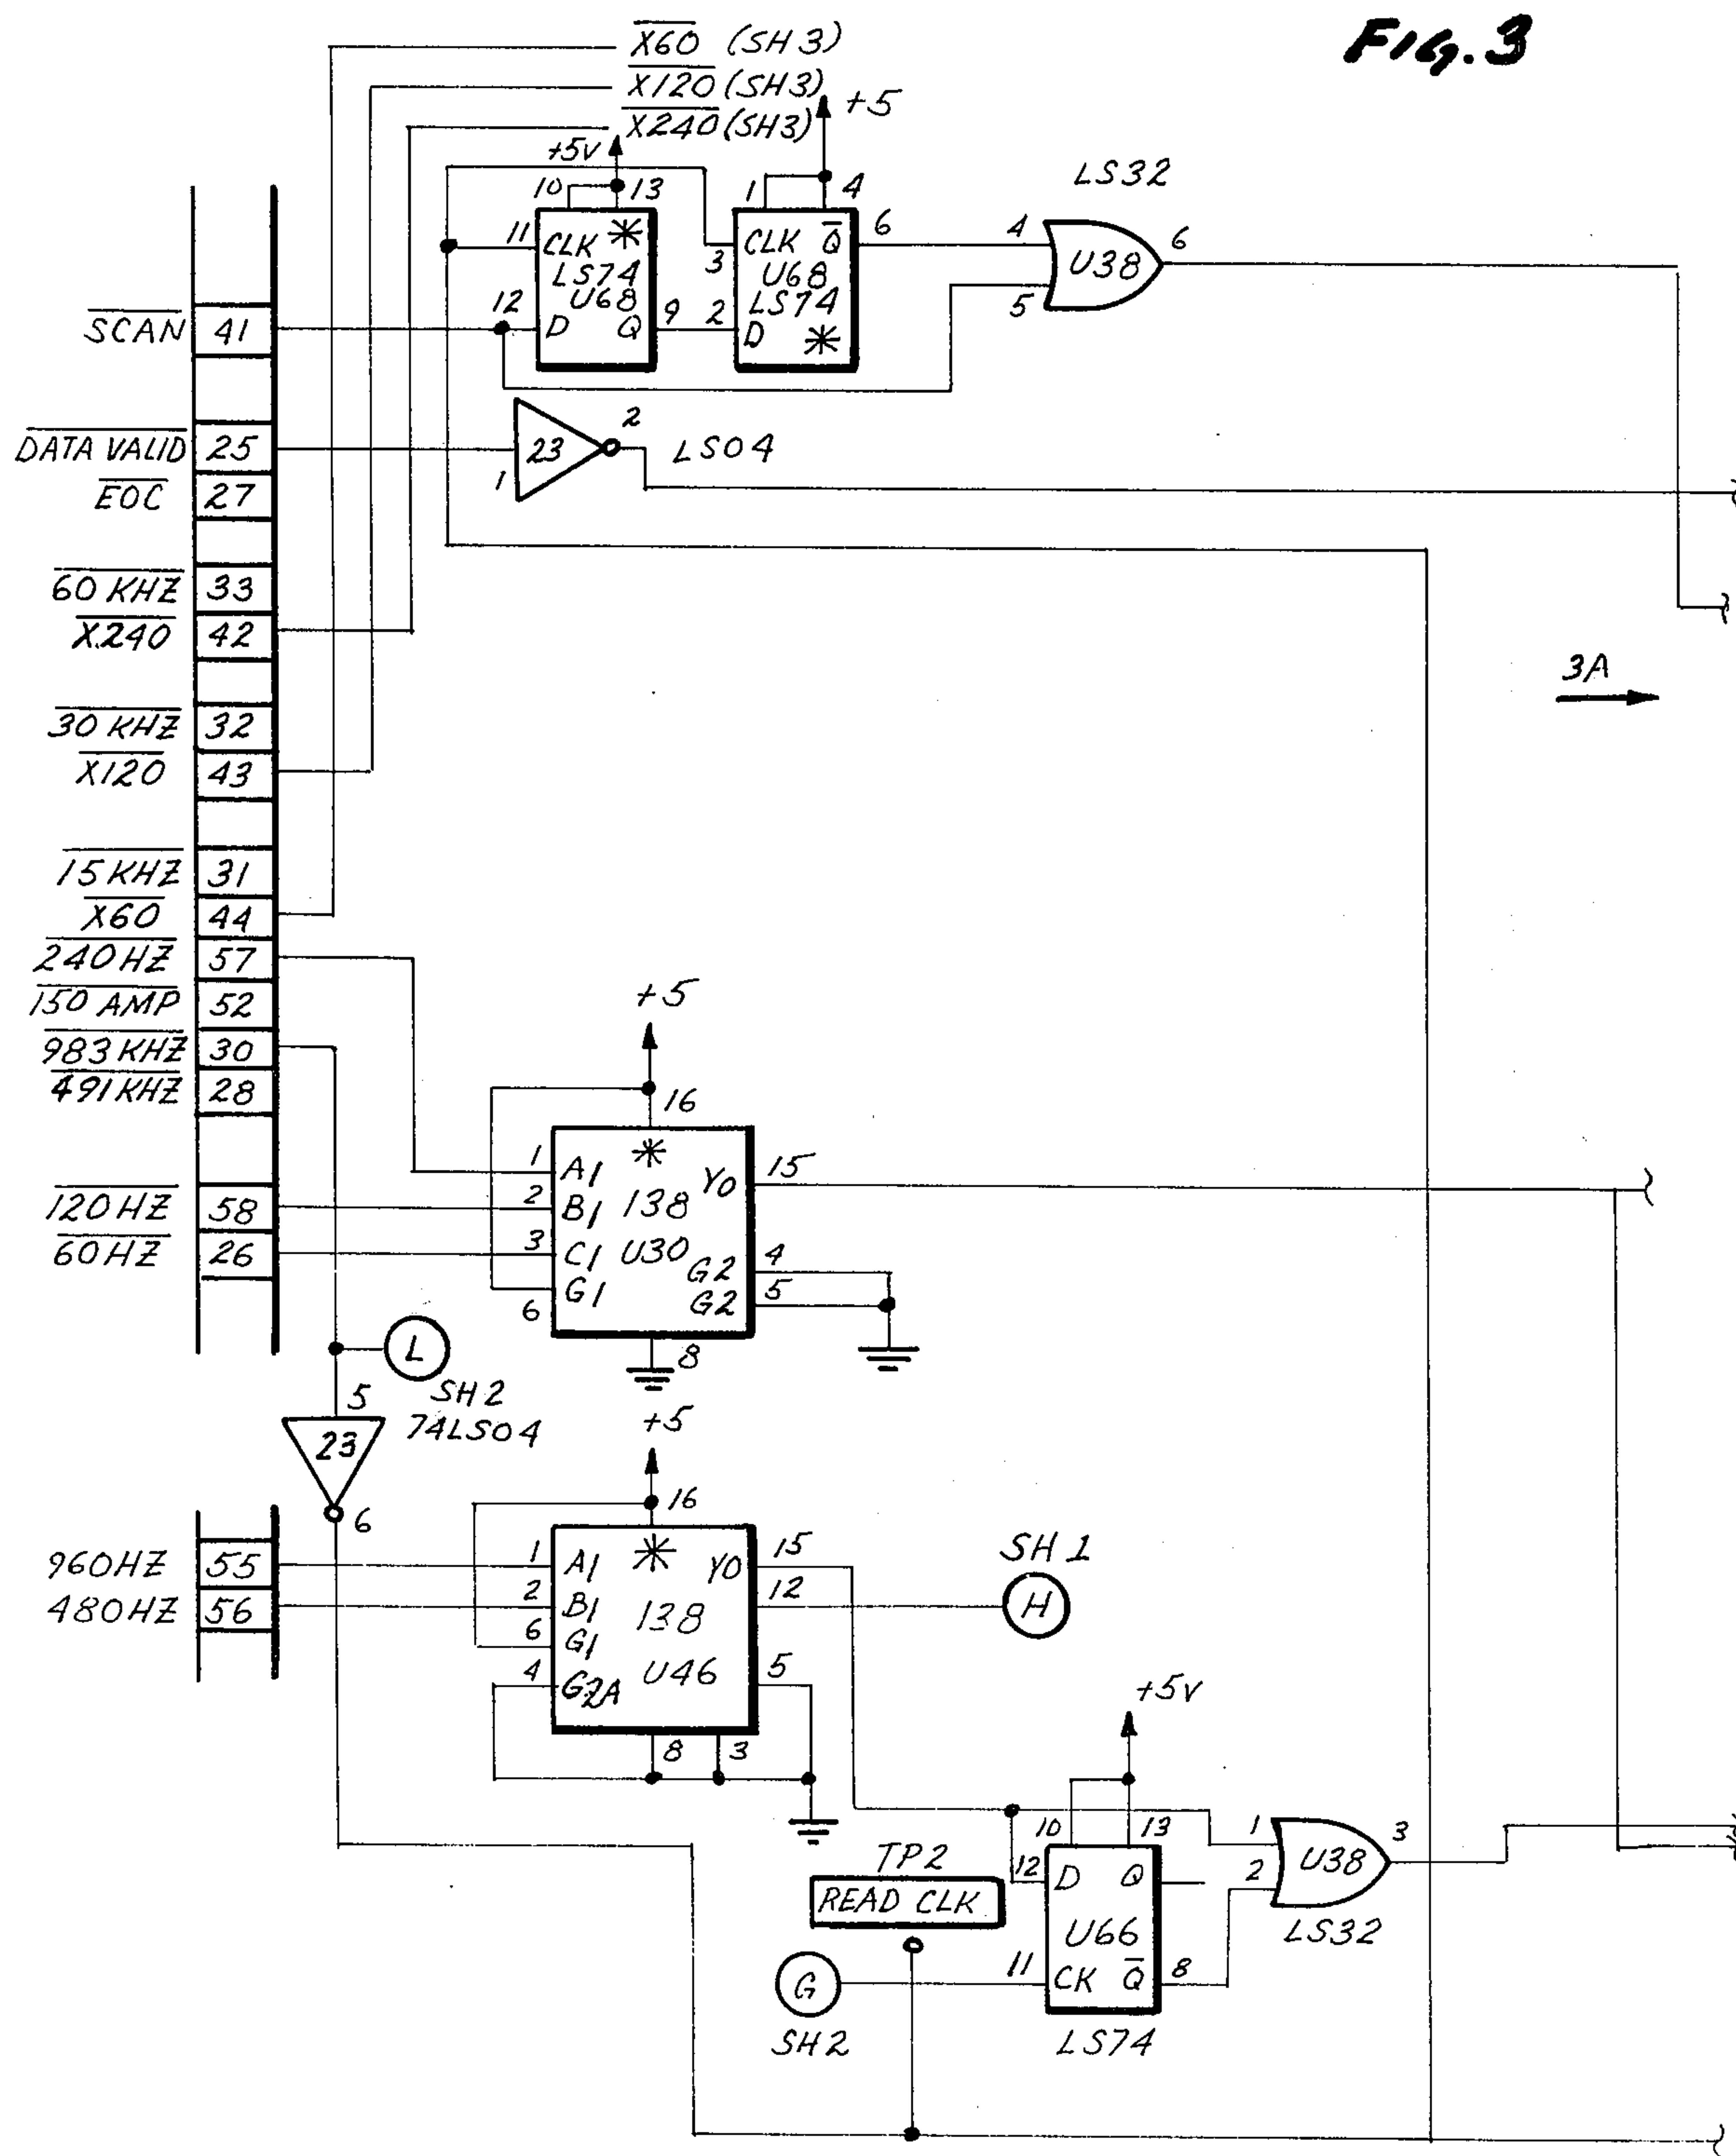 FIG.3
X60 (SH3)
X120 (SH3)
X240 (SH3)
+5
+5V
10
13
1
4
LS32
11
CLK
*
LS74
U68
12
D
Q
9
3
CLK
Q
U68
LS74
2
D
*
6
4
5
U38
6
SCAN 41
DATA VALID 25
1
23
2
LS04
EOC 27
60 KHZ 33
X240 42
3A
30 KHZ 32
X120 43
15 KHZ 31
X60 44
240 HZ 57
150 AMP 52
983 KHZ 30
491 KHZ 28
120 HZ 58
60 HZ 26
+5
16
*
1
A1
Y0
15
2
B1
138
3
C1
U30
G2
4
6
G1
G2
5
8
L
SH2
5
74LS04
23
6
+5
16
960 HZ 55
480 HZ 56
*
1
A1
Y0
15
2
B1
12
138
6
G1
4
G2A
U46
5
8
3
SH1
H
+5V
10
13
12
D
Q
U66
11
CK
Q
8
LS74
1
2
U38
3
LS32
TP2
READ CLK
G
SH2